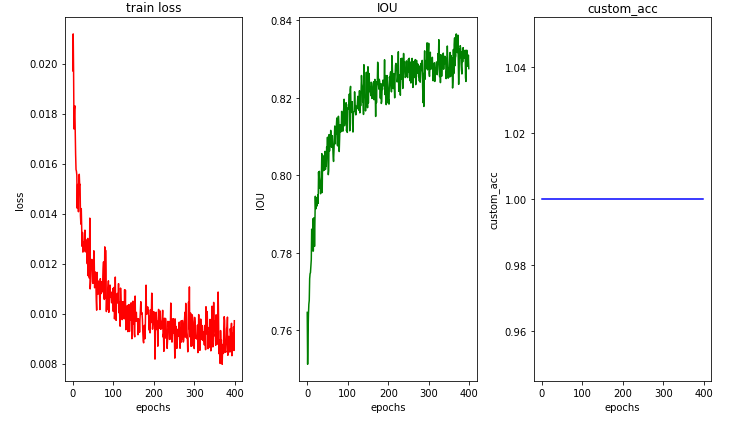 train loss
loss
0.020
0.018
0.016
0.014
0.012
0.010
0.008
0 100 200 300 400
epochs
IOU
IOU
0.84
0.82
0.80
0.78
0.76
0 100 200 300 400
epochs
custom_acc
custom_acc
1.04
1.02
1.00
0.98
0.96
0 100 200 300 400
epochs